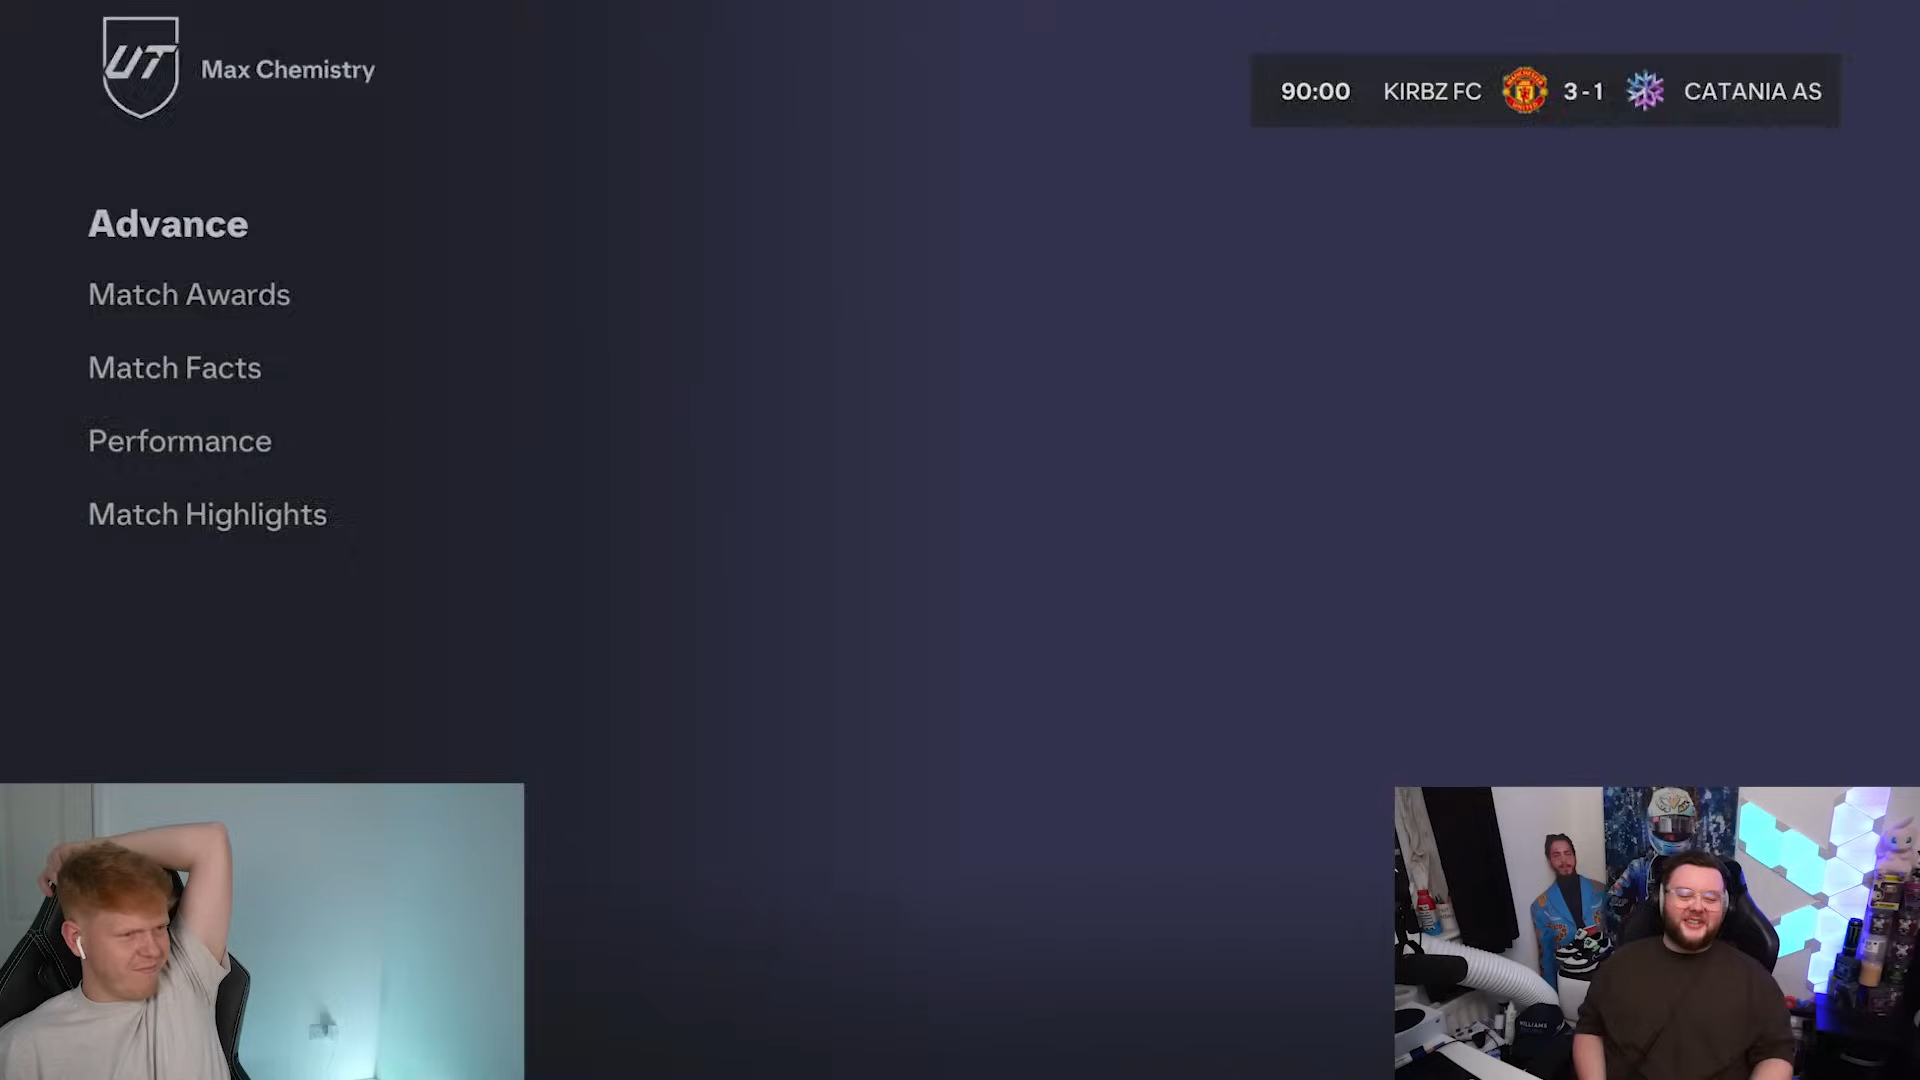 UT Max Chemistry
90:00 KIRBZ FC 3 - 1 CATANIA AS
Advance
Match Awards
Match Facts
Performance
Match Highlights
WILLIAMS